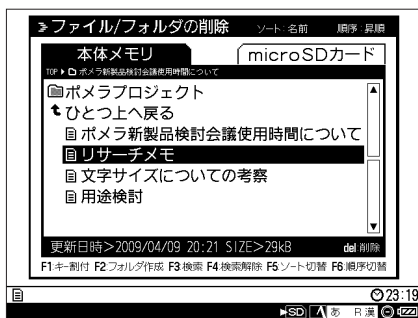 ファイル/フォルダの削除 ソート:名前 順序:昇順
本体メモリ microSDカード
TOP ポメラ新製品検討会議使用時間について
ポメラプロジェクト
ひとつ上へ戻る
ポメラ新製品検討会議使用時間について
リサーチメモ
文字サイズについての考察
用途検討
更新日時>2009/04/09 20:21 SIZE>29kB del 削除
F1:キー割付 F2:フォルダ作成 F3:検索 F4:検索解除 F5:ソート切替 F6:順序切替
23:19
SD あ R漢